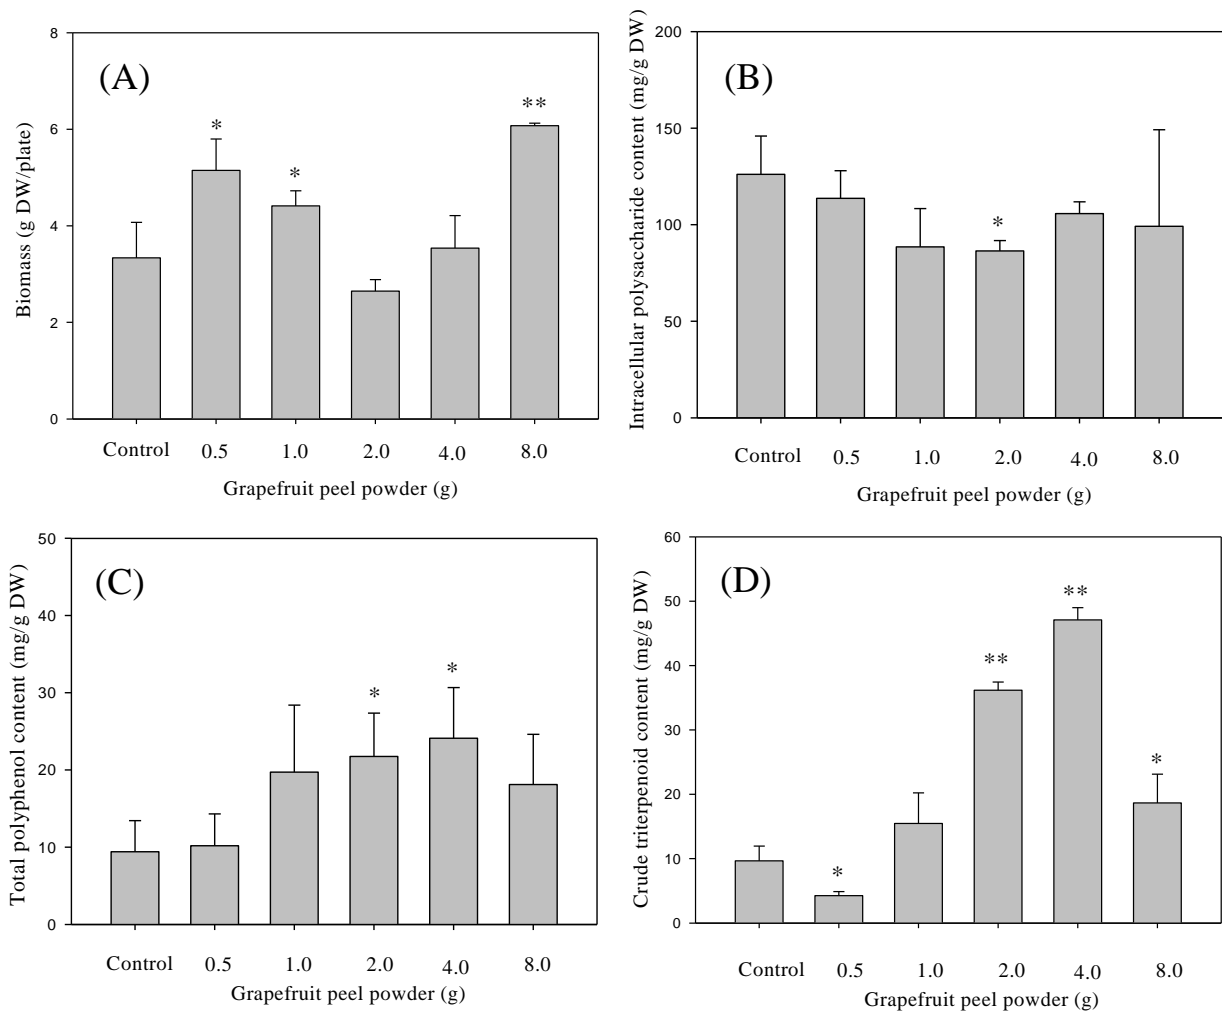 (A)
Biomass (g DW/plate)
8
6
4
2
0
*
*
**
Control 0.5 1.0 2.0 4.0 8.0
Grapefruit peel powder (g)
(B)
Intracellular polysaccharide content (mg/g DW)
200
150
100
50
0
*
Control 0.5 1.0 2.0 4.0 8.0
Grapefruit peel powder (g)
(C)
Total polyphenol content (mg/g DW)
50
40
30
20
10
0
*
*
Control 0.5 1.0 2.0 4.0 8.0
Grapefruit peel powder (g)
(D)
Crude triterpenoid content (mg/g DW)
60
50
40
30
20
10
0
*
**
**
*
Control 0.5 1.0 2.0 4.0 8.0
Grapefruit peel powder (g)